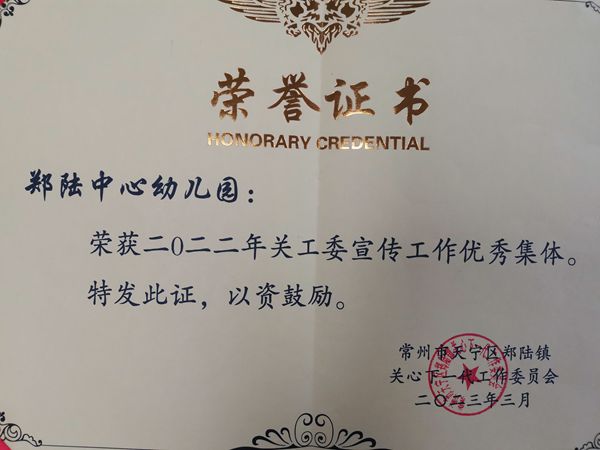 荣誉证书
HONORARY CREDENTIAL
郑陆中心幼儿园：
荣获二〇二二年关工委宣传工作优秀集体。
特发此证，以资鼓励。
常州市天宁区郑陆镇
关心下一代工作委员会
二〇二三年三月